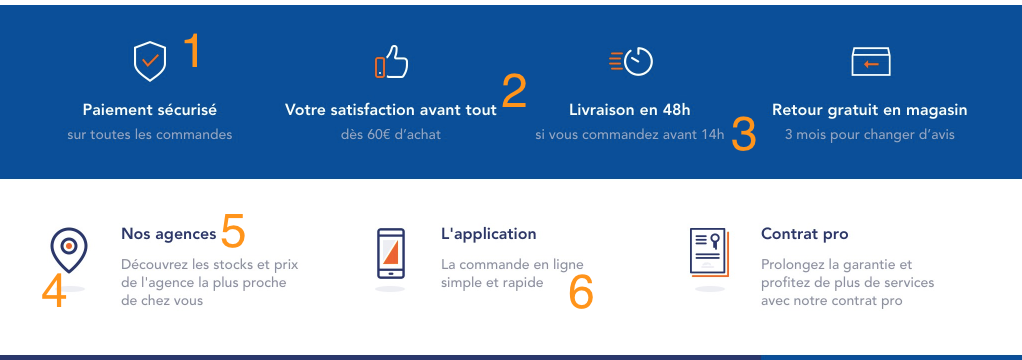 1
Paiement sécurisé
sur toutes les commandes
Votre satisfaction avant tout
2
dès 60€ d’achat
Livraison en 48h
si vous commandez avant 14h
3
Retour gratuit en magasin
3 mois pour changer d’avis
4
Nos agences
5
Découvrez les stocks et prix
de l'agence la plus proche
de chez vous
L'application
La commande en ligne
simple et rapide
6
Contrat pro
Prolongez la garantie et
profitez de plus de services
avec notre contrat pro